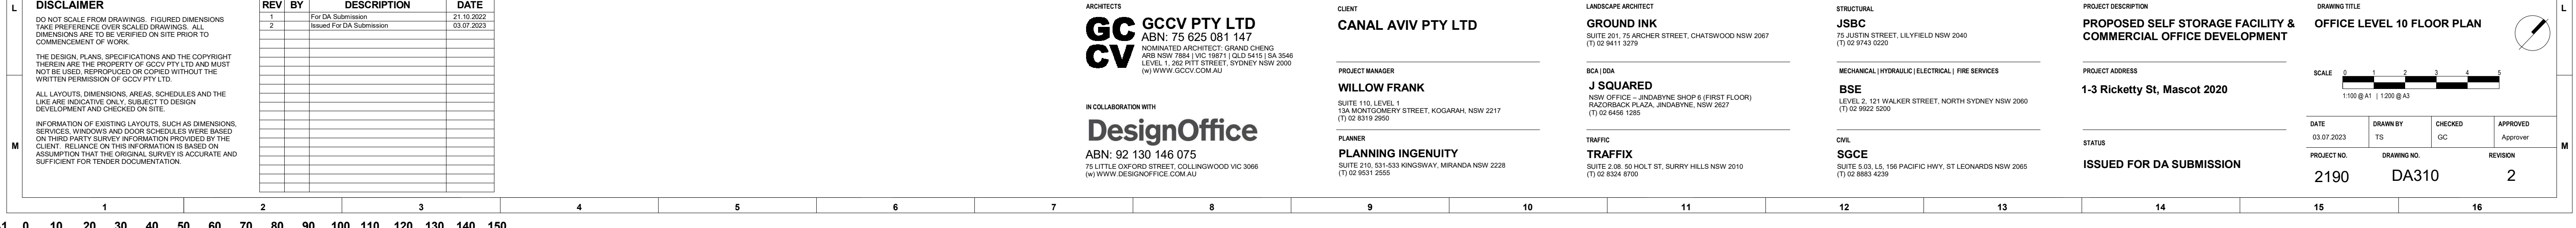 L
DISCLAIMER
DO NOT SCALE FROM DRAWINGS. FIGURED DIMENSIONS
TAKE PREFERENCE OVER SCALED DRAWINGS. ALL
DIMENSIONS ARE TO BE VERIFIED ON SITE PRIOR TO
COMMENCEMENT OF WORK.
THE DESIGN, PLANS, SPECIFICATIONS AND THE COPYRIGHT
THEREIN ARE THE PROPERTY OF GCCV PTY LTD AND MUST
NOT BE USED, REPROPUCED OR COPIED WITHOUT THE
WRITTEN PERMISSION OF GCCV PTY LTD.
ALL LAYOUTS, DIMENSIONS, AREAS, SCHEDULES AND THE
LIKE ARE INDICATIVE ONLY, SUBJECT TO DESIGN
DEVELOPMENT AND CHECKED ON SITE.
INFORMATION OF EXISTING LAYOUTS, SUCH AS DIMENSIONS,
SERVICES, WINDOWS AND DOOR SCHEDULES WERE BASED
ON THIRD PARTY SURVEY INFORMATION PROVIDED BY THE
CLIENT. RELIANCE ON THIS INFORMATION IS BASED ON
ASSUMPTION THAT THE ORIGINAL SURVEY IS ACCURATE AND
SUFFICIENT FOR TENDER DOCUMENTATION.
M
REV BY DESCRIPTION DATE
1 For DA Submission 21.10.2022
2 Issued For DA Submission 03.07.2023
ARCHITECTS
GC
CV
GCCV PTY LTD
ABN: 75 625 081 147
NOMINATED ARCHITECT: GRAND CHENG
ARB NSW 7884 | VIC 19871 | QLD 5415 | SA 3546
LEVEL 1, 262 PITT STREET, SYDNEY NSW 2000
(w) WWW.GCCV.COM.AU
IN COLLABORATION WITH
DesignOffice
ABN: 92 130 146 075
75 LITTLE OXFORD STREET, COLLINGWOOD VIC 3066
(w) WWW.DESIGNOFFICE.COM.AU
CLIENT
CANAL AVIV PTY LTD
PROJECT MANAGER
WILLOW FRANK
SUITE 110, LEVEL 1
13A MONTGOMERY STREET, KOGARAH, NSW 2217
(T) 02 8319 2950
PLANNER
PLANNING INGENUITY
SUITE 210, 531-533 KINGSWAY, MIRANDA NSW 2228
(T) 02 9531 2555
LANDSCAPE ARCHITECT
GROUND INK
SUITE 201, 75 ARCHER STREET, CHATSWOOD NSW 2067
(T) 02 9411 3279
BCA | DDA
J SQUARED
NSW OFFICE – JINDABYNE SHOP 6 (FIRST FLOOR)
RAZORBACK PLAZA, JINDABYNE, NSW 2627
(T) 02 6456 1285
TRAFFIC
TRAFFIX
SUITE 2.08. 50 HOLT ST, SURRY HILLS NSW 2010
(T) 02 8324 8700
STRUCTURAL
JSBC
75 JUSTIN STREET, LILYFIELD NSW 2040
(T) 02 9743 0220
MECHANICAL | HYDRAULIC | ELECTRICAL | FIRE SERVICES
BSE
LEVEL 2, 121 WALKER STREET, NORTH SYDNEY NSW 2060
(T) 02 9922 5200
CIVIL
SGCE
SUITE 5.03, L5, 156 PACIFIC HWY, ST LEONARDS NSW 2065
(T) 02 8883 4239
PROJECT DESCRIPTION
PROPOSED SELF STORAGE FACILITY &
COMMERCIAL OFFICE DEVELOPMENT
PROJECT ADDRESS
1-3 Ricketty St, Mascot 2020
STATUS
ISSUED FOR DA SUBMISSION
DRAWING TITLE
OFFICE LEVEL 10 FLOOR PLAN
SCALE 0 1 2 3 4 5
1:100 @ A1 | 1:200 @ A3
DATE DRAWN BY CHECKED APPROVED
03.07.2023 TS GC Approver
PROJECT NO. DRAWING NO. REVISION
2190 DA310 2
L
M
1 2 3 4 5 6 7 8 9 10 11 12 13 14 15 16
0 10 20 30 40 50 60 70 80 90 100 110 120 130 140 150